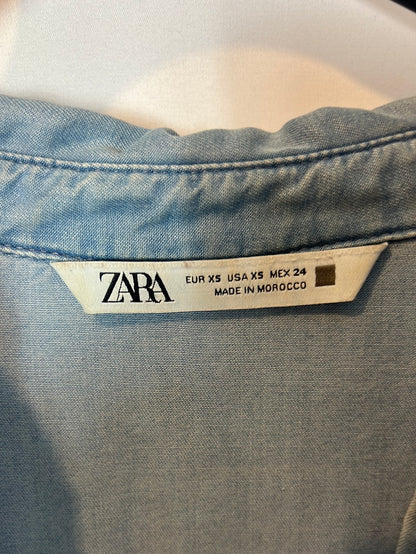 ZARA
EUR XS USA XS MEX 24
MADE IN MOROCCO